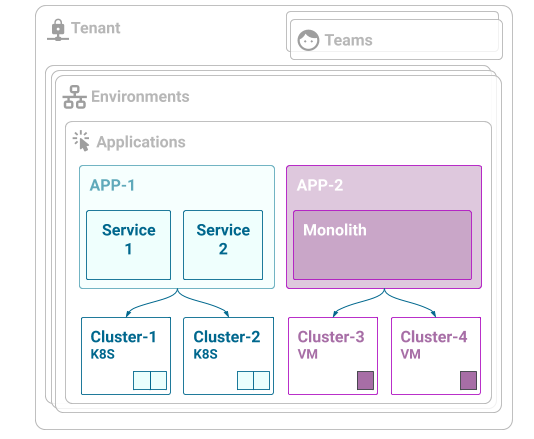 Tenant
Teams
Environments
Applications
APP-1
APP-2
Service
1
Service
2
Monolith
Cluster-1
K8S
Cluster-2
K8S
Cluster-3
VM
Cluster-4
VM